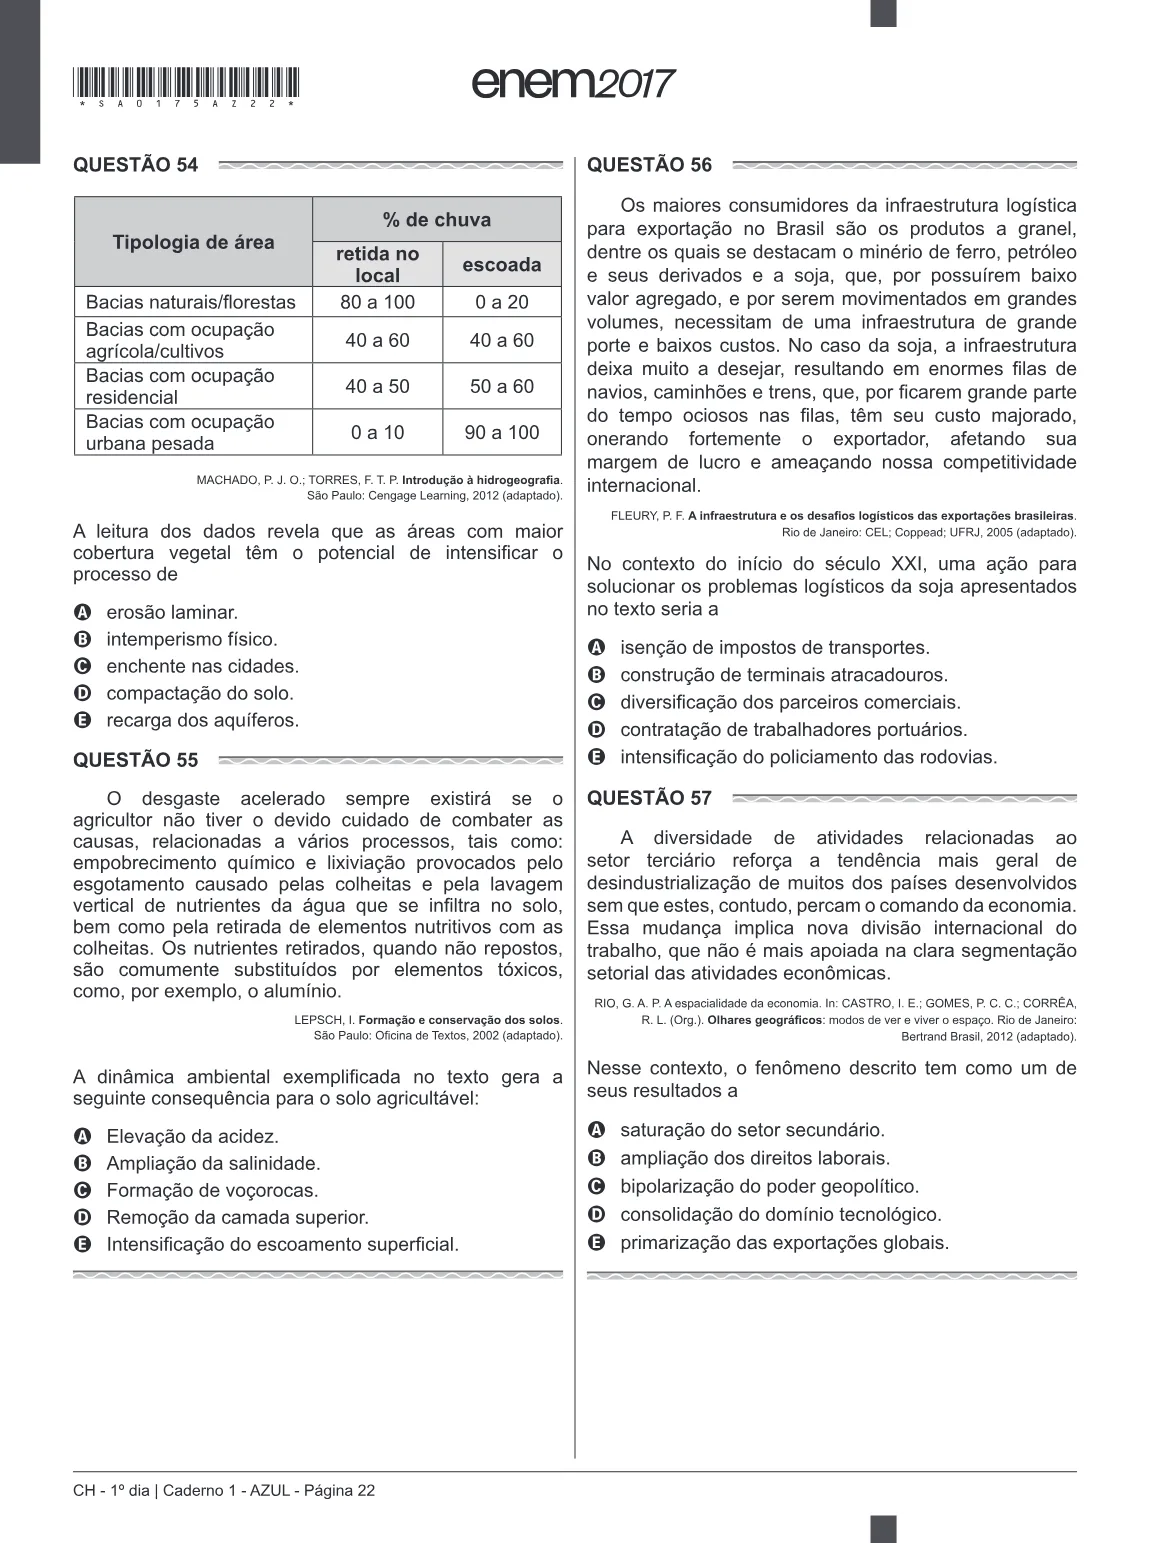 *SA0175AZ22*
enem2017
QUESTÃO 54
Tipologia de área
% de chuva
retida no
local
escoada
Bacias naturais/florestas 80 a 100 0 a 20
Bacias com ocupação
agrícola/cultivos
40 a 60 40 a 60
Bacias com ocupação
residencial
40 a 50 50 a 60
Bacias com ocupação
urbana pesada
0 a 10 90 a 100
MACHADO, P. J. O.; TORRES, F. T. P. Introdução à hidrogeografia.
São Paulo: Cengage Learning, 2012 (adaptado).
A leitura dos dados revela que as áreas com maior
cobertura vegetal têm o potencial de intensificar o
processo de
A erosão laminar.
B intemperismo físico.
C enchente nas cidades.
D compactação do solo.
E recarga dos aquíferos.
QUESTÃO 55
O desgaste acelerado sempre existirá se o
agricultor não tiver o devido cuidado de combater as
causas, relacionadas a vários processos, tais como:
empobrecimento químico e lixiviação provocados pelo
esgotamento causado pelas colheitas e pela lavagem
vertical de nutrientes da água que se infiltra no solo,
bem como pela retirada de elementos nutritivos com as
colheitas. Os nutrientes retirados, quando não repostos,
são comumente substituídos por elementos tóxicos,
como, por exemplo, o alumínio.
LEPSCH, I. Formação e conservação dos solos.
São Paulo: Oficina de Textos, 2002 (adaptado).
A dinâmica ambiental exemplificada no texto gera a
seguinte consequência para o solo agricultável:
A Elevação da acidez.
B Ampliação da salinidade.
C Formação de voçorocas.
D Remoção da camada superior.
E Intensificação do escoamento superficial.
QUESTÃO 56
Os maiores consumidores da infraestrutura logística
para exportação no Brasil são os produtos a granel,
dentre os quais se destacam o minério de ferro, petróleo
e seus derivados e a soja, que, por possuírem baixo
valor agregado, e por serem movimentados em grandes
volumes, necessitam de uma infraestrutura de grande
porte e baixos custos. No caso da soja, a infraestrutura
deixa muito a desejar, resultando em enormes filas de
navios, caminhões e trens, que, por ficarem grande parte
do tempo ociosos nas filas, têm seu custo majorado,
onerando fortemente o exportador, afetando sua
margem de lucro e ameaçando nossa competitividade
internacional.
FLEURY, P. F. A infraestrutura e os desafios logísticos das exportações brasileiras.
Rio de Janeiro: CEL; Coppead; UFRJ, 2005 (adaptado).
No contexto do início do século XXI, uma ação para
solucionar os problemas logísticos da soja apresentados
no texto seria a
A isenção de impostos de transportes.
B construção de terminais atracadouros.
C diversificação dos parceiros comerciais.
D contratação de trabalhadores portuários.
E intensificação do policiamento das rodovias.
QUESTÃO 57
A diversidade de atividades relacionadas ao
setor terciário reforça a tendência mais geral de
desindustrialização de muitos dos países desenvolvidos
sem que estes, contudo, percam o comando da economia.
Essa mudança implica nova divisão internacional do
trabalho, que não é mais apoiada na clara segmentação
setorial das atividades econômicas.
RIO, G. A. P. A espacialidade da economia. In: CASTRO, I. E.; GOMES, P. C. C.; CORRÊA,
R. L. (Org.). Olhares geográficos: modos de ver e viver o espaço. Rio de Janeiro:
Bertrand Brasil, 2012 (adaptado).
Nesse contexto, o fenômeno descrito tem como um de
seus resultados a
A saturação do setor secundário.
B ampliação dos direitos laborais.
C bipolarização do poder geopolítico.
D consolidação do domínio tecnológico.
E primarização das exportações globais.
CH - 1º dia | Caderno 1 - AZUL - Página 22